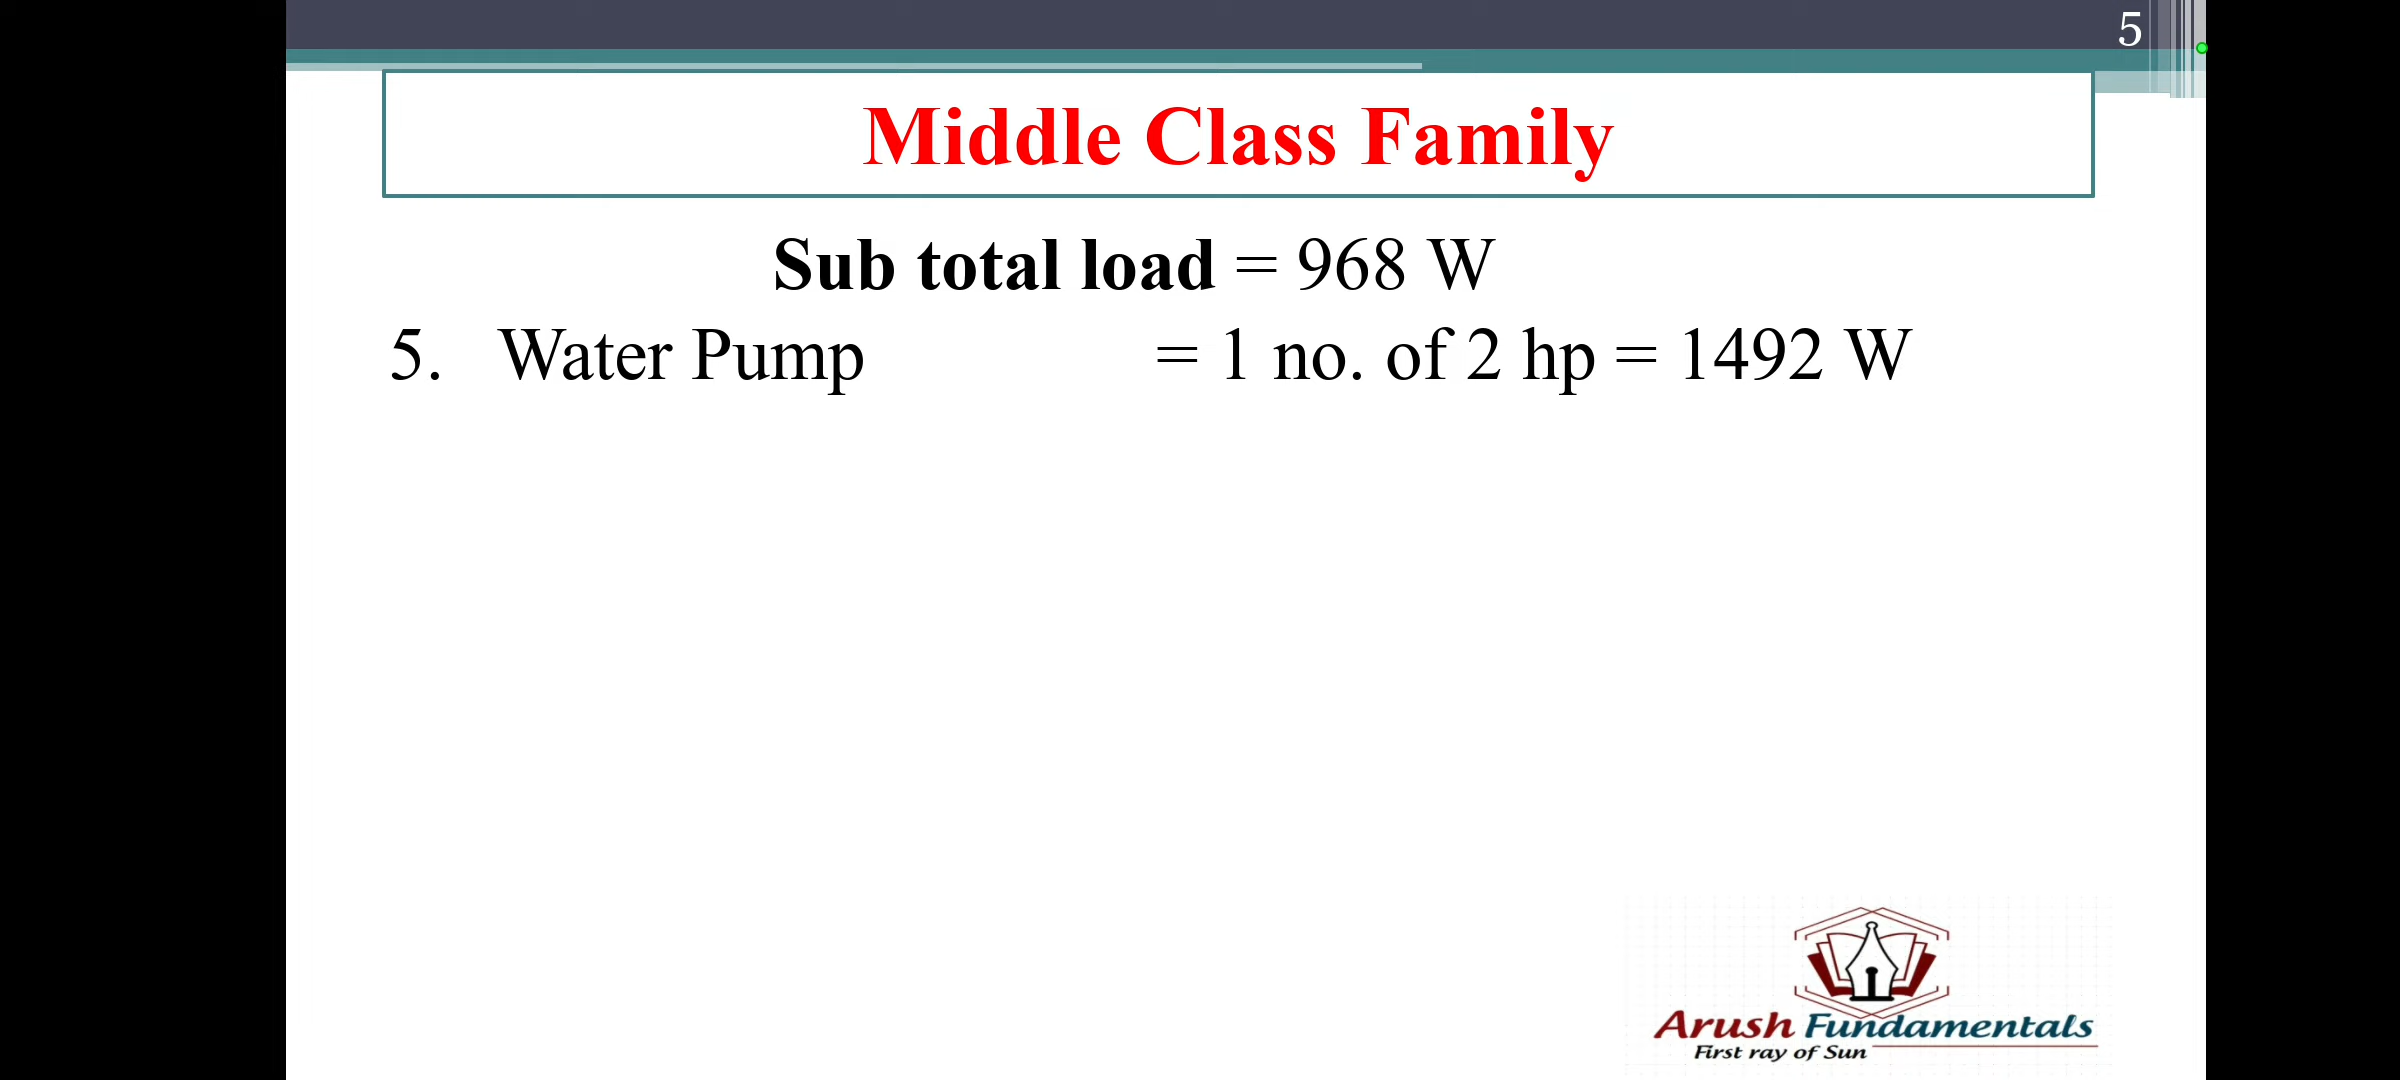 5
Middle Class Family
Sub total load = 968 W
5. Water Pump = 1 no. of 2 hp = 1492 W
Arush Fundamentals
First ray of Sun